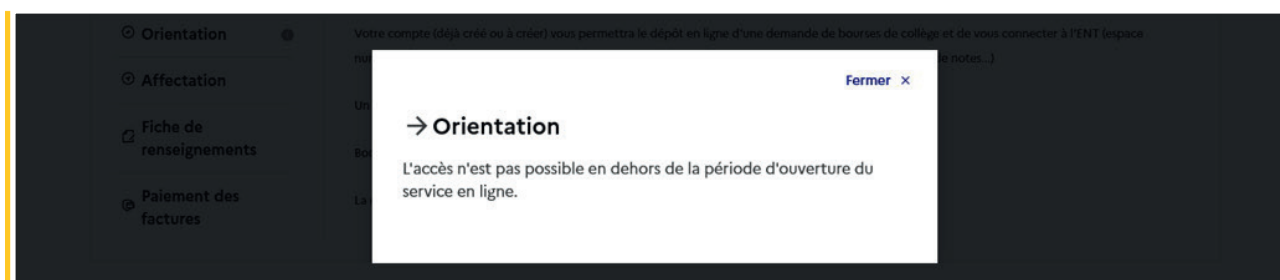 Orientation
Votre compte (déjà créé ou à créer) vous permettra le dépôt en ligne d'une demande de bourses de collège et de vous connecter à l'ENT (espace
Affectation
Un
Fiche de
renseignements
Paiement des
factures
La
Fermer ×
→ Orientation
L'accès n'est pas possible en dehors de la période d'ouverture du
service en ligne.